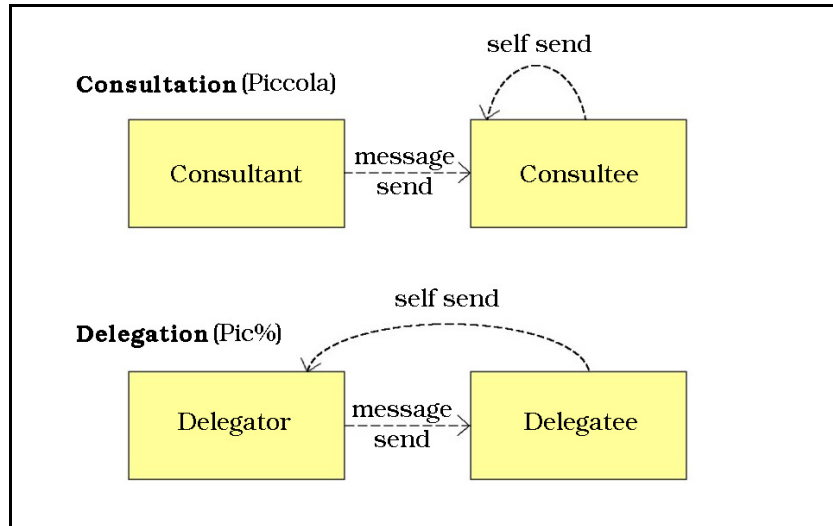 self send
Consultation (Piccola)
Consultant
message
send
Consultee
self send
Delegation (Pic%)
Delegator
message
send
Delegatee